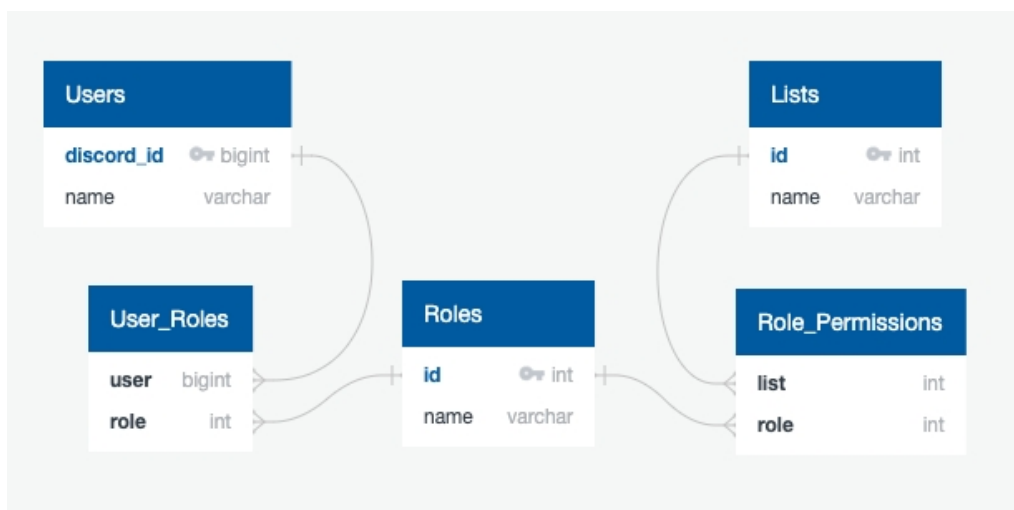 Users
discord_id bigint
name varchar
Lists
id int
name varchar
User_Roles
user bigint
role int
Roles
id int
name varchar
Role_Permissions
list int
role int